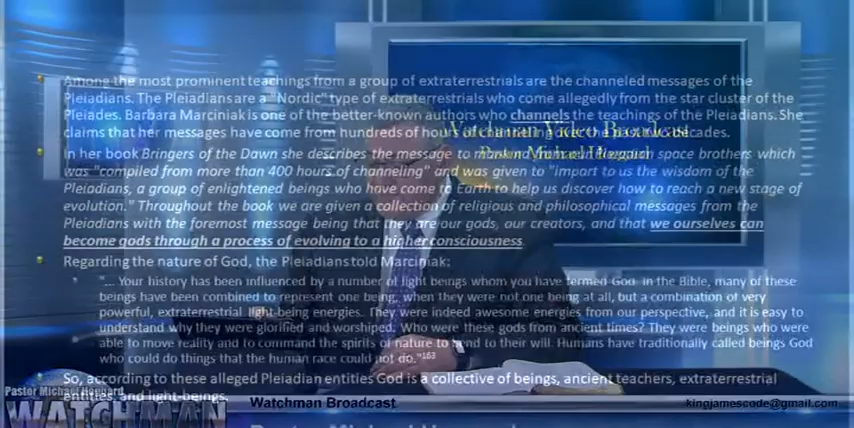 Among the most prominent teachings from a group of extraterrestrials are the channeled messages of the
Pleiadians. The Pleiadians are a "Nordic" type of extraterrestrials who come allegedly from the star cluster of the
Pleiades. Barbara Marciniak is one of the better-known authors who channels the teachings of the Pleiadians. She
claims that her messages have come from hundreds of hours of
decades.
Watchman Video Broadcast
In her book Bringers of the Dawn she describes the message to
space brothers which
Pastor Michael Hoggard
was "compiled from more than 400 hours of channeling" and was given to "impart to us the wisdom of the
Pleiadians, a group of enlightened beings who have come to Earth to help us discover how to reach a new stage of
evolution." Throughout the book we are given a collection of religious and philosophical messages from the
Pleiadians with the foremost message being that they are our gods, our creators, and that we ourselves can
become gods through a process of evolving to a higher consciousness.
Regarding the nature of God, the Pleiadians told Marciniak:
"... Your history has been influenced by a number of light beings whom you have termed God. In the Bible, many of these
beings have been combined to represent one being, when they were not one being at all, but a combination of very
powerful, extraterrestrial light-being energies. They were indeed awesome energies from our perspective, and it is easy to
understand why they were glorified and worshiped. Who were these gods from ancient times? They were beings who were
able to move reality and to command the spirits of nature to bend to their will. Humans have traditionally called beings God
who could do things that the human race could not do."163
So, according to these alleged Pleiadian entities God is a collective of beings, ancient teachers, extraterrestrial
entities, and light-beings.
Pastor Michael Hoggard
WATCHMAN
Watchman Broadcast
kingjamescode@gmail.com